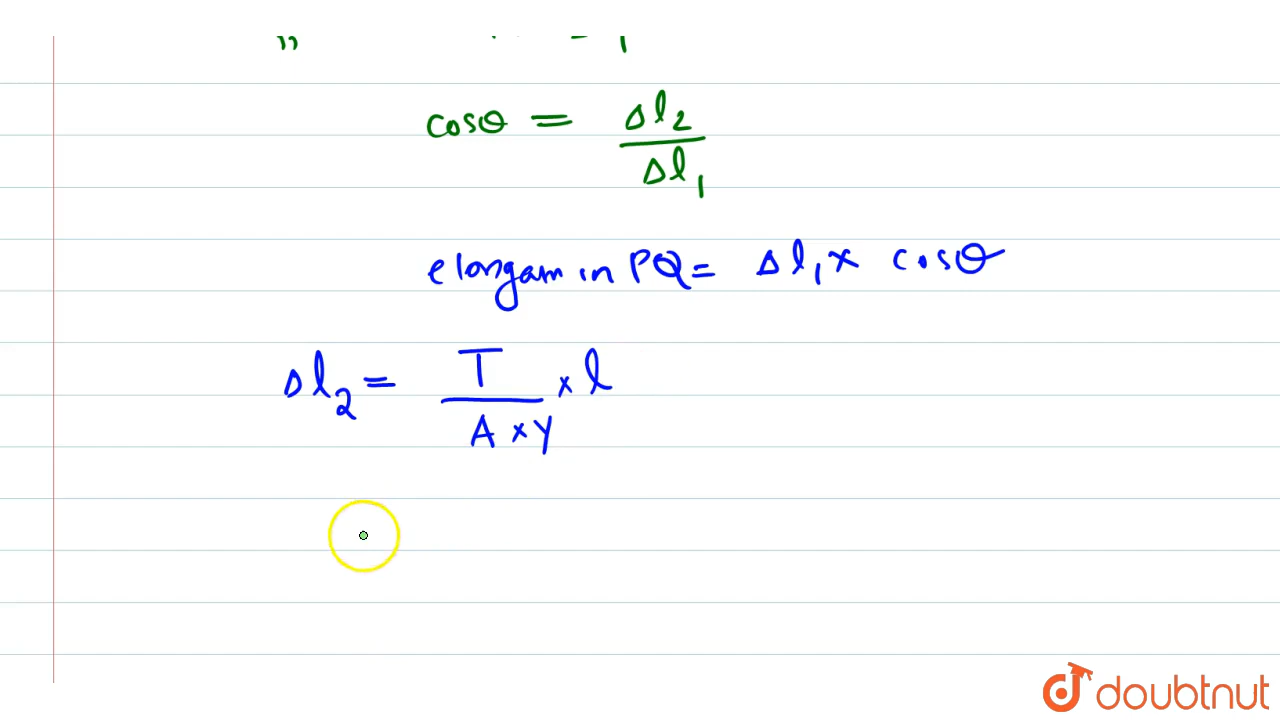 cosθ = Δl₂/Δl₁
elongam in PQ = Δl₁ x cosθ
Δl₂ = T/(A x Y) x l
doubtnut